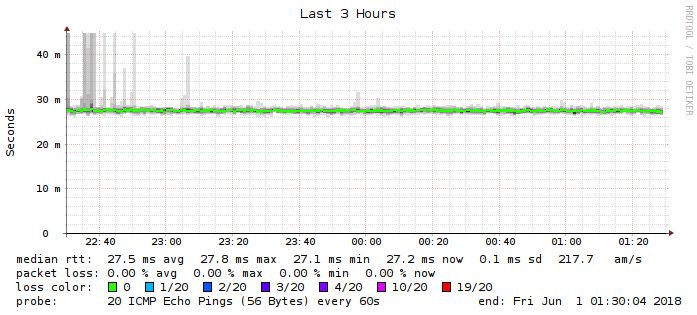 Last 3 Hours
RRDTOOL / TOBI OETIKER
Seconds
40 m
30 m
20 m
10 m
0
22:40 23:00 23:20 23:40 00:00 00:20 00:40 01:00 01:20
median rtt: 27.5 ms avg 27.8 ms max 27.1 ms min 27.2 ms now 0.1 ms sd 217.7 am/s
packet loss: 0.00 % avg 0.00 % max 0.00 % min 0.00 % now
loss color: 0 1/20 2/20 3/20 4/20 10/20 19/20
probe: 20 ICMP Echo Pings (56 Bytes) every 60s end: Fri Jun 1 01:30:04 2018